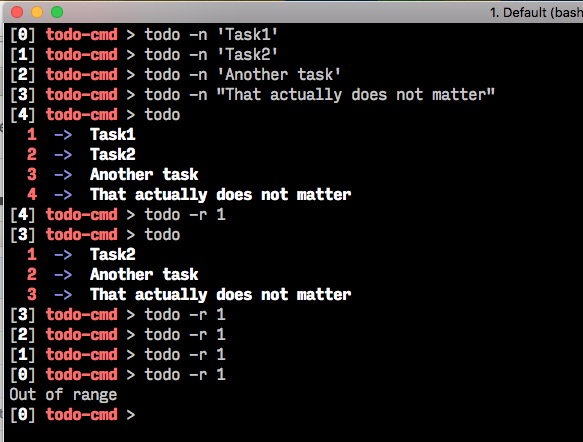 1. Default (bash
[0] todo-cmd > todo -n 'Task1'
[1] todo-cmd > todo -n 'Task2'
[2] todo-cmd > todo -n 'Another task'
[3] todo-cmd > todo -n "That actually does not matter"
[4] todo-cmd > todo
1 -> Task1
2 -> Task2
3 -> Another task
4 -> That actually does not matter
[4] todo-cmd > todo -r 1
[3] todo-cmd > todo
1 -> Task2
2 -> Another task
3 -> That actually does not matter
[3] todo-cmd > todo -r 1
[2] todo-cmd > todo -r 1
[1] todo-cmd > todo -r 1
[0] todo-cmd > todo -r 1
Out of range
[0] todo-cmd >